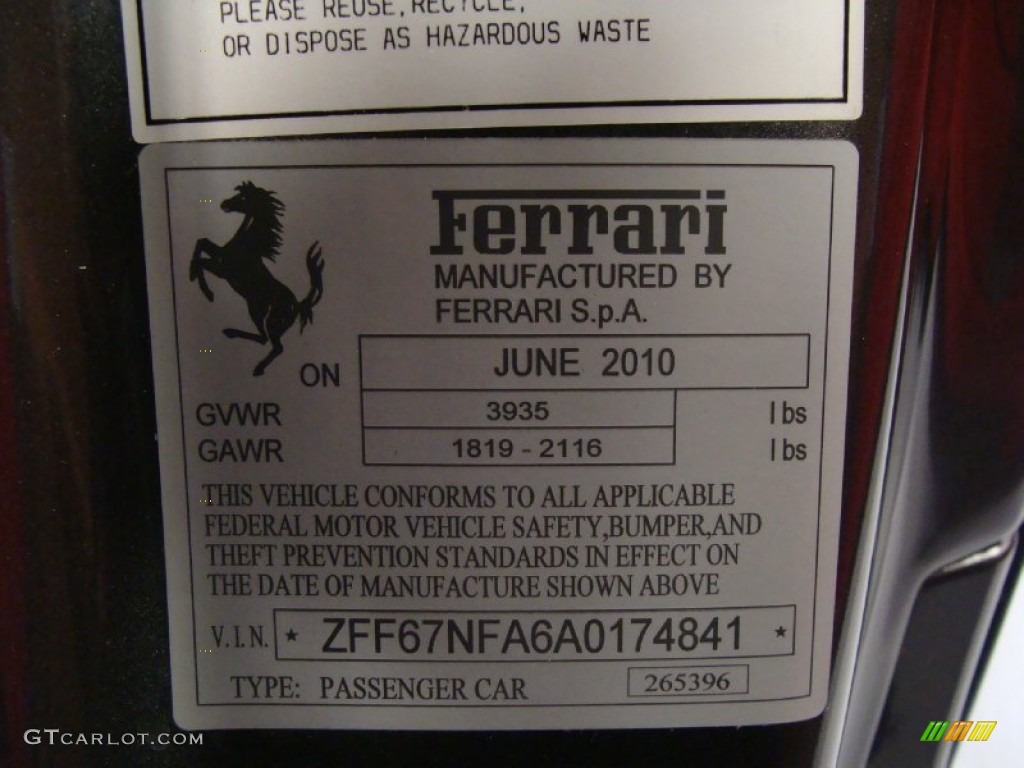 PLEASE REUSE, RECYCLE,
OR DISPOSE AS HAZARDOUS WASTE
Ferrari
MANUFACTURED BY
FERRARI S.p.A.
ON JUNE 2010
GVWR 3935 lbs
GAWR 1819 - 2116 lbs
THIS VEHICLE CONFORMS TO ALL APPLICABLE
FEDERAL MOTOR VEHICLE SAFETY,BUMPER,AND
THEFT PREVENTION STANDARDS IN EFFECT ON
THE DATE OF MANUFACTURE SHOWN ABOVE
V.I.N. * ZFF67NFA6A0174841 *
TYPE: PASSENGER CAR 265396
GTCARLOT.COM